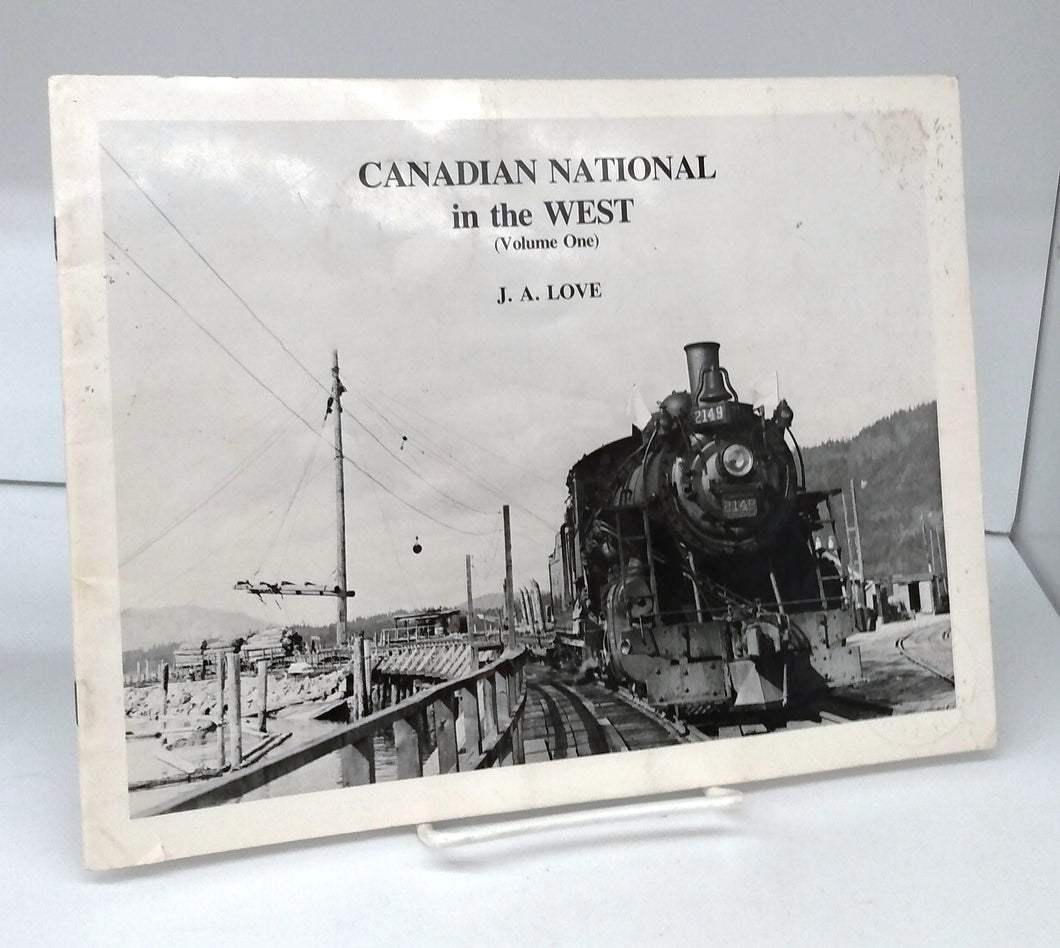 CANADIAN NATIONAL
in the WEST
(Volume One)
J. A. LOVE
2149
2149